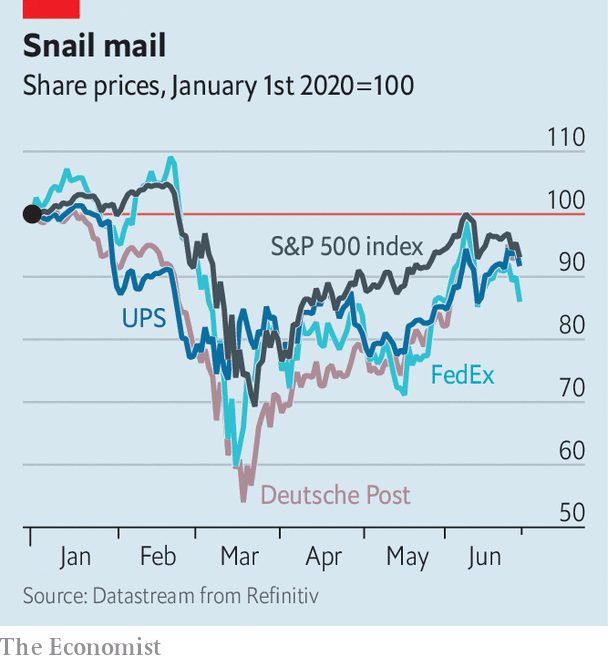 Snail mail
Share prices, January 1st 2020=100
110
100
S&P 500 index
90
UPS
80
FedEx
70
60
Deutsche Post
50
Jan Feb Mar Apr May Jun
Source: Datastream from Refinitiv
The Economist